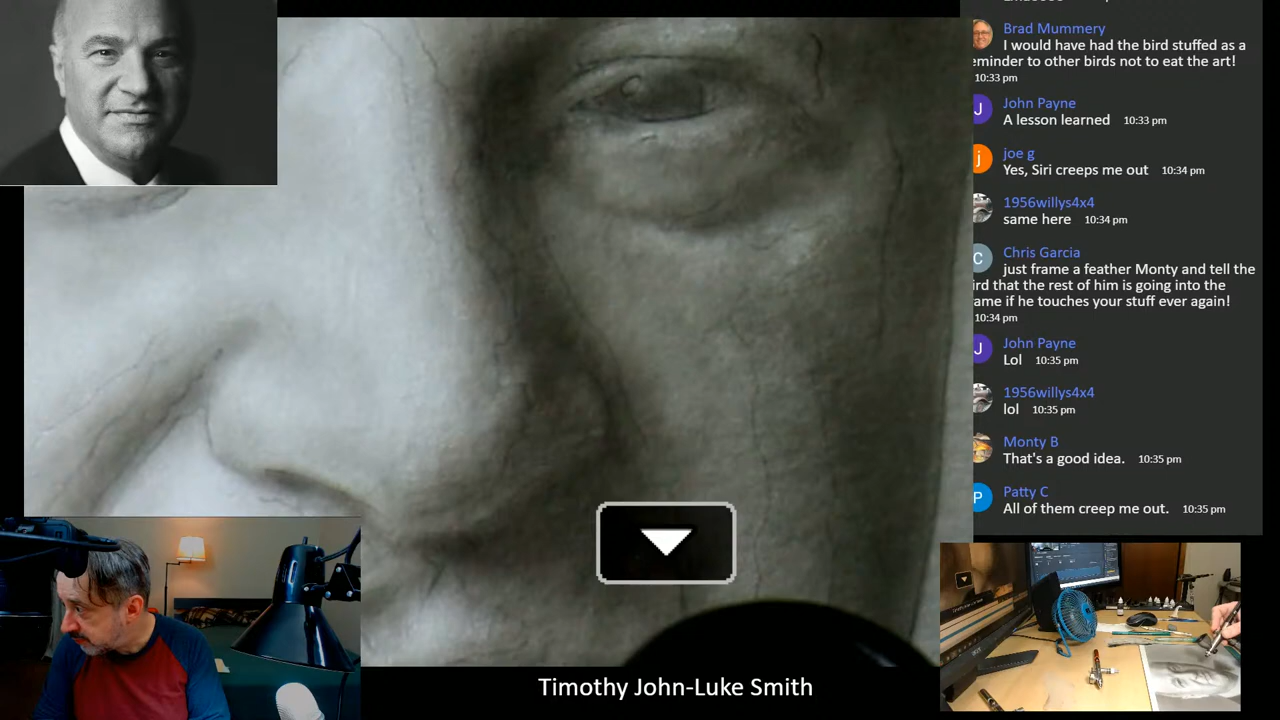 Brad Mummery
I would have had the bird stuffed as a
eminder to other birds not to eat the art!
10:33 pm
J
John Payne
A lesson learned 10:33 pm
j
joe g
Yes, Siri creeps me out 10:34 pm
1956willys4x4
same here 10:34 pm
C
Chris Garcia
just frame a feather Monty and tell the
ird that the rest of him is going into the
ame if he touches your stuff ever again!
10:34 pm
J
John Payne
Lol 10:35 pm
1956willys4x4
lol 10:35 pm
Monty B
That's a good idea. 10:35 pm
P
Patty C
All of them creep me out. 10:35 pm
Timothy John-Luke Smith